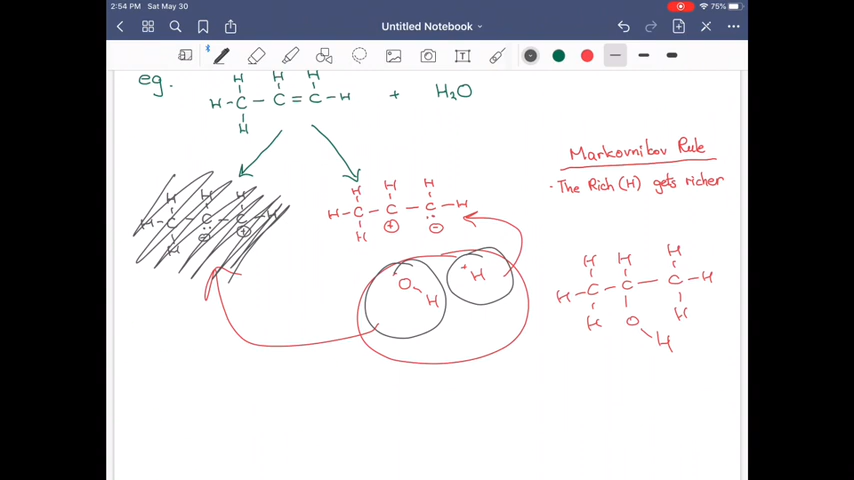 2:54 PM Sat May 30
75%
Untitled Notebook
eg.
H H H
H - C - C = C - H + H₂O
H
Markovnikov Rule
· The Rich (H) gets richer
H H H
H - C - C - C - H
⊕ ⊖
H
H H H
H - C - C - C - H
⊖ ⊕
H
O
H
+
H
H H H
H - C - C - C - H
H O H
H